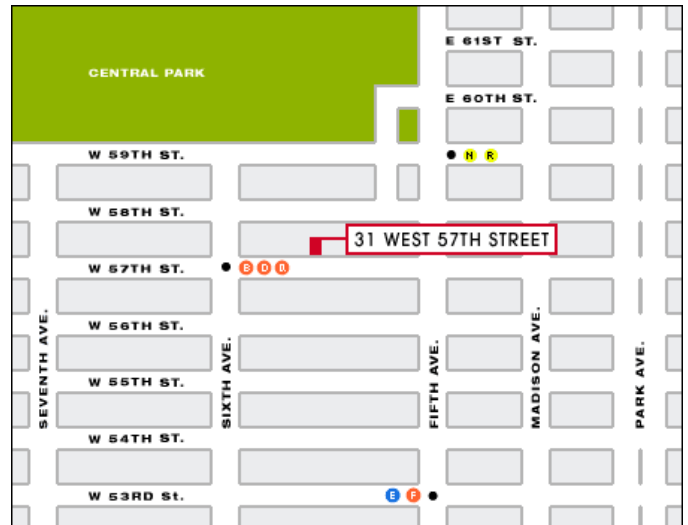 E 61ST ST.
CENTRAL PARK
E 60TH ST.
W 59TH ST.
N R
W 58TH ST.
31 WEST 57TH STREET
W 57TH ST.
B D Q
W 56TH ST.
SEVENTH AVE.
SIXTH AVE.
FIFTH AVE.
MADISON AVE.
PARK AVE.
W 55TH ST.
W 54TH ST.
W 53RD St.
E F